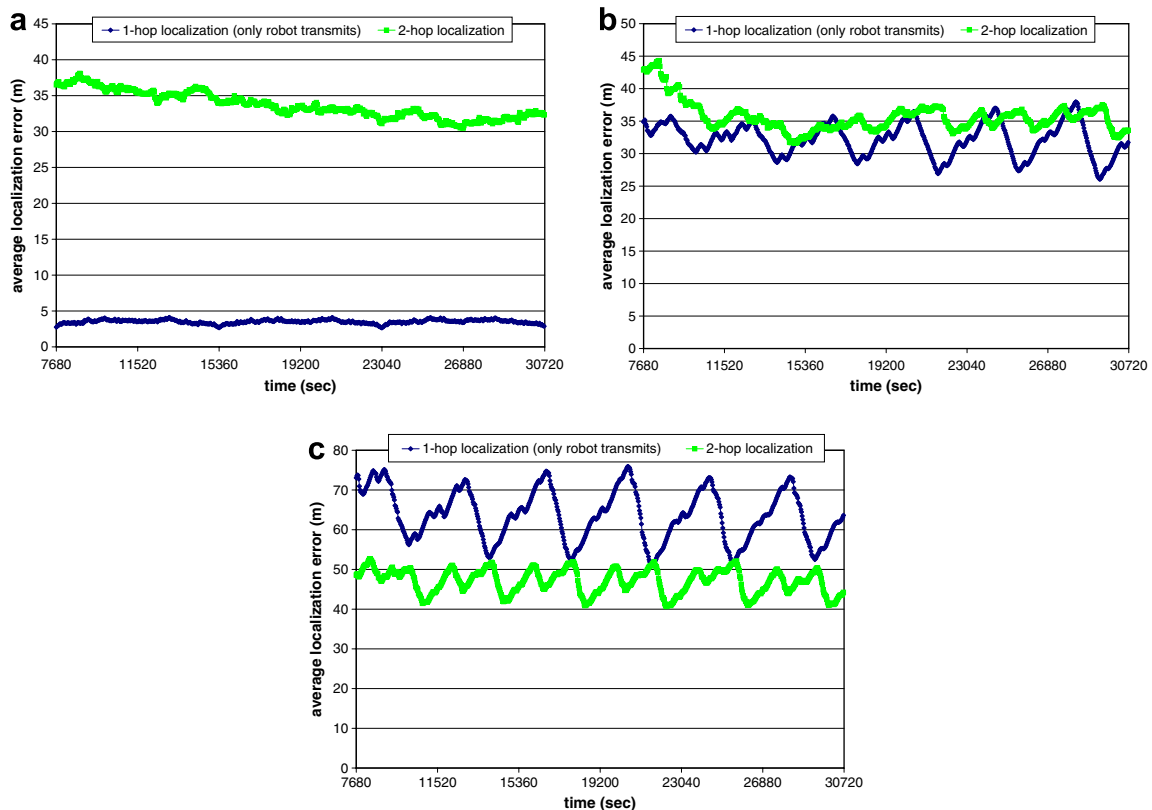 a
1-hop localization (only robot transmits)
2-hop localization
average localization error (m)
45
40
35
30
25
20
15
10
5
0
7680 11520 15360 19200 23040 26880 30720
time (sec)
b
1-hop localization (only robot transmits)
2-hop localization
average loalization error (m)
50
45
40
35
30
25
20
15
10
5
0
7680 11520 15360 19200 23040 26880 30720
time (sec)
c
1-hop localization (only robot transmits)
2-hop localization
average localization error (m)
80
70
60
50
40
30
20
10
0
7680 11520 15360 19200 23040 26880 30720
time (sec)